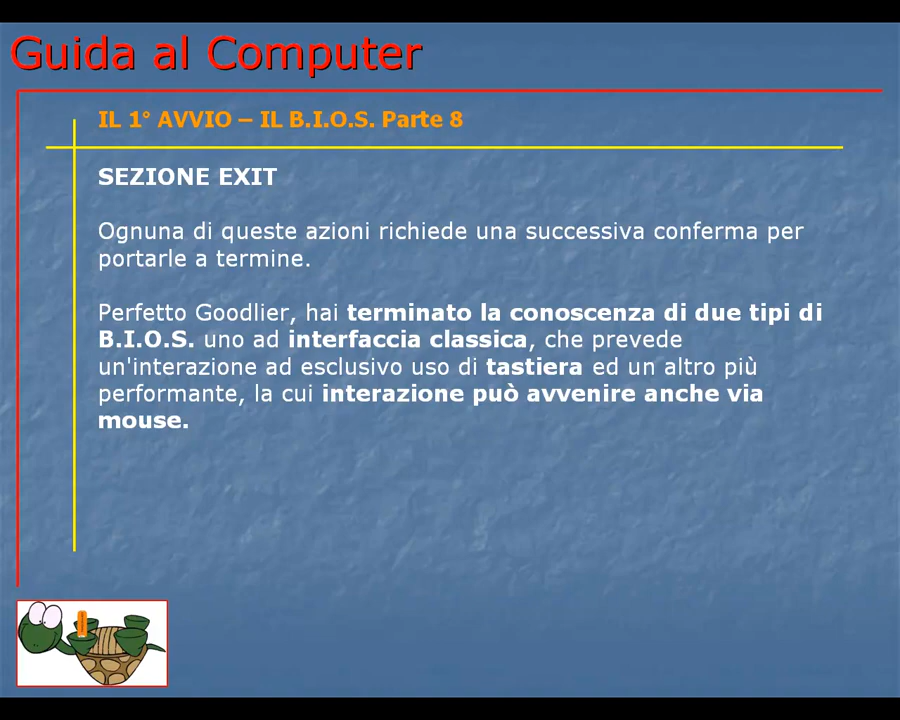 Guida al Computer
IL 1° AVVIO – IL B.I.O.S. Parte 8
SEZIONE EXIT
Ognuna di queste azioni richiede una successiva conferma per
portarle a termine.
Perfetto Goodlier, hai terminato la conoscenza di due tipi di
B.I.O.S. uno ad interfaccia classica, che prevede
un'interazione ad esclusivo uso di tastiera ed un altro più
performante, la cui interazione può avvenire anche via
mouse.